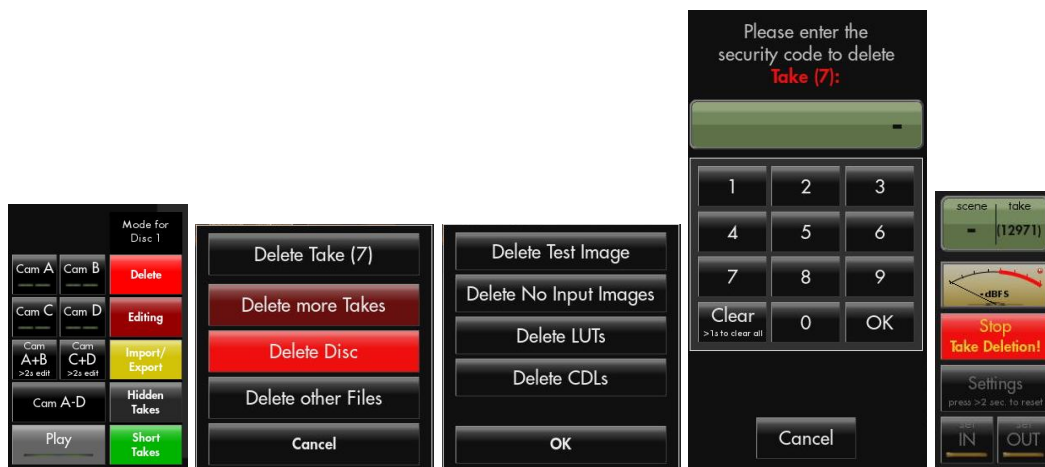 Mode for
Disc 1
Cam A
Cam B
Delete
Cam C
Cam D
Editing
Cam
A+B
>2s edit
Cam
C+D
>2s edit
Import/
Export
Cam A-D
Hidden
Takes
Play
Short
Takes
Delete Take (7)
Delete more Takes
Delete Disc
Delete other Files
Cancel
Delete Test Image
Delete No Input Images
Delete LUTs
Delete CDLs
OK
Please enter the
security code to delete
Take (7):
-
1
2
3
4
5
6
7
8
9
Clear
>1s to clear all
0
OK
Cancel
scene
take
-
(12971)
-dBFS
Stop
Take Deletion!
Settings
press >2 sec. to reset
IN
OUT